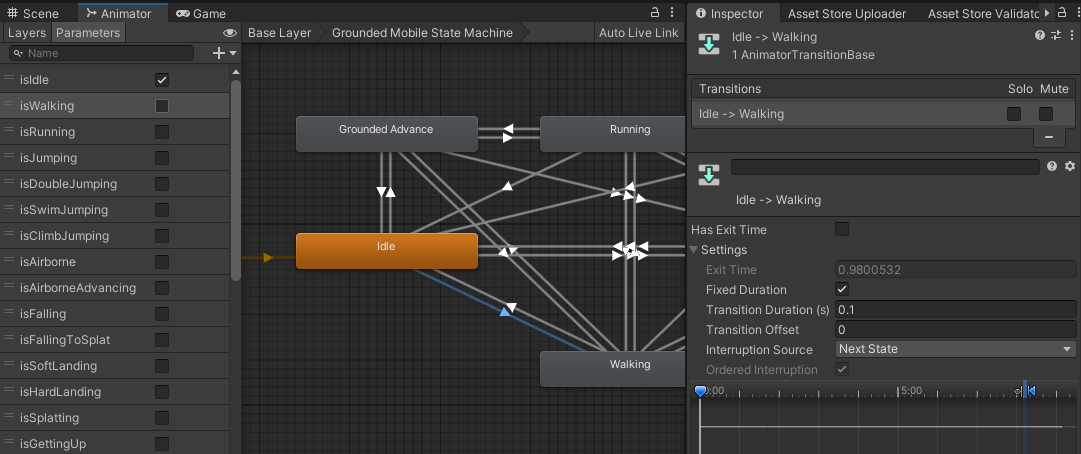 Scene
Animator
Game
Layers
Parameters
Base Layer
Grounded Mobile State Machine
Auto Live Link
Name
isIdle
isWalking
isRunning
isJumping
isDoubleJumping
isSwimJumping
isClimbJumping
isAirborne
isAirborneAdvancing
isFalling
isFallingToSplat
isSoftLanding
isHardLanding
isSplatting
isGettingUp
Grounded Advance
Running
Idle
Walking
Inspector
Asset Store Uploader
Asset Store Validato
Idle -> Walking
1 AnimatorTransitionBase
Transitions
Solo
Mute
Idle -> Walking
Idle -> Walking
Has Exit Time
Settings
Exit Time
0.9800532
Fixed Duration
Transition Duration (s)
0.1
Transition Offset
0
Interruption Source
Next State
Ordered Interruption
0:00
5:00